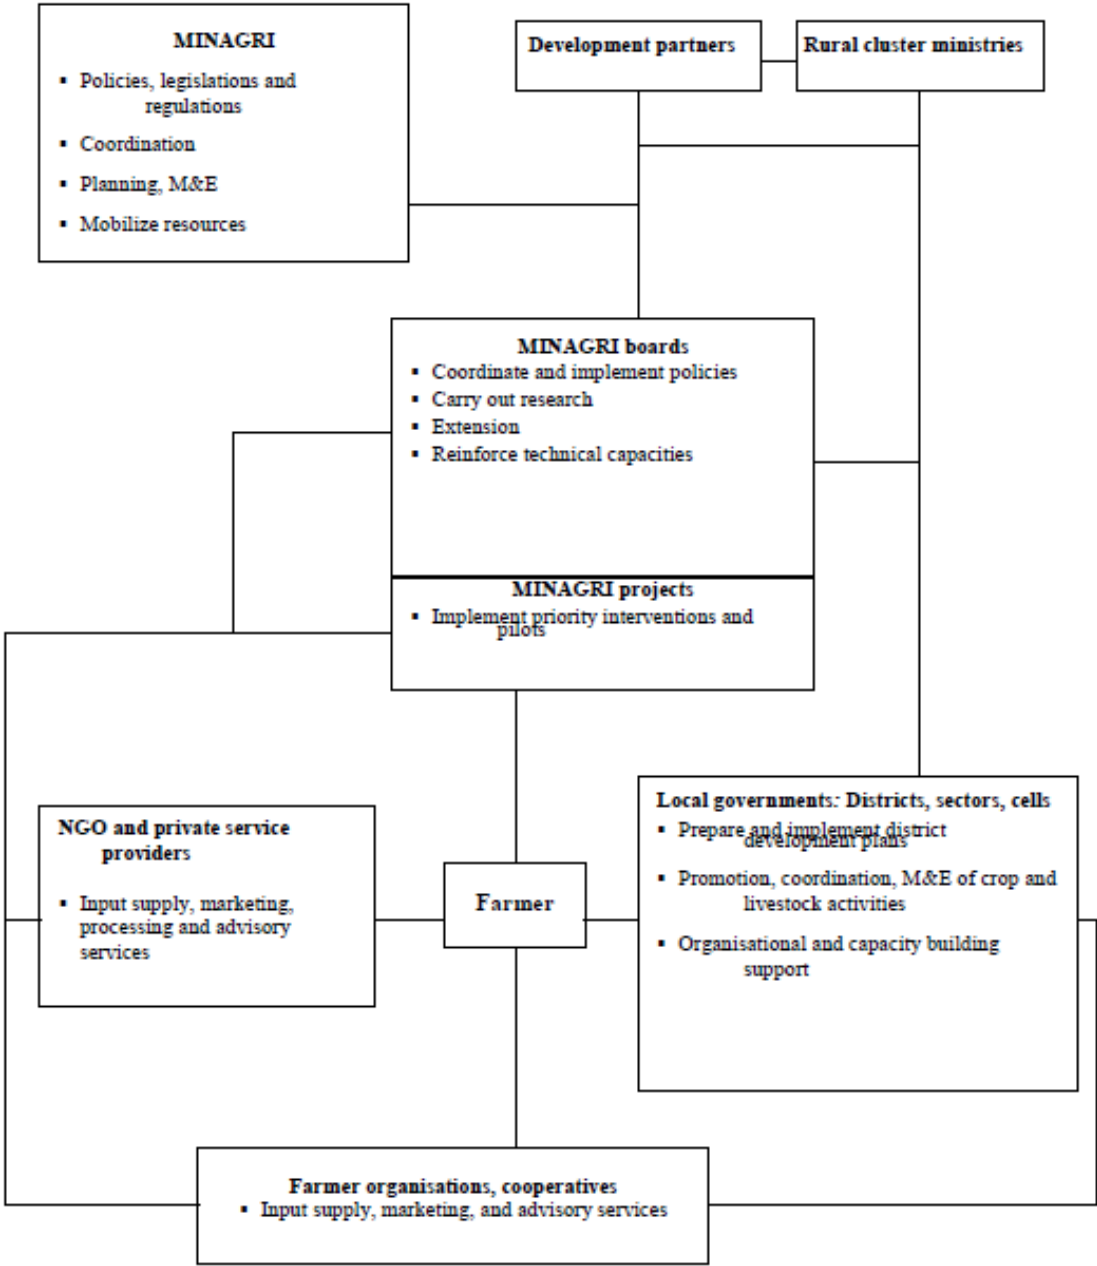 MINAGRI
▪ Policies, legislations and
regulations
▪ Coordination
▪ Planning, M&E
▪ Mobilize resources
Development partners
Rural cluster ministries
MINAGRI boards
▪ Coordinate and implement policies
▪ Carry out research
▪ Extension
▪ Reinforce technical capacities
MINAGRI projects
▪ Implement priority interventions and
pilots
NGO and private service
providers
▪ Input supply, marketing,
processing and advisory
services
Farmer
Local governments: Districts, sectors, cells
▪ Prepare and implement district
development plans
▪ Promotion, coordination, M&E of crop and
livestock activities
▪ Organisational and capacity building
support
Farmer organisations, cooperatives
▪ Input supply, marketing, and advisory services